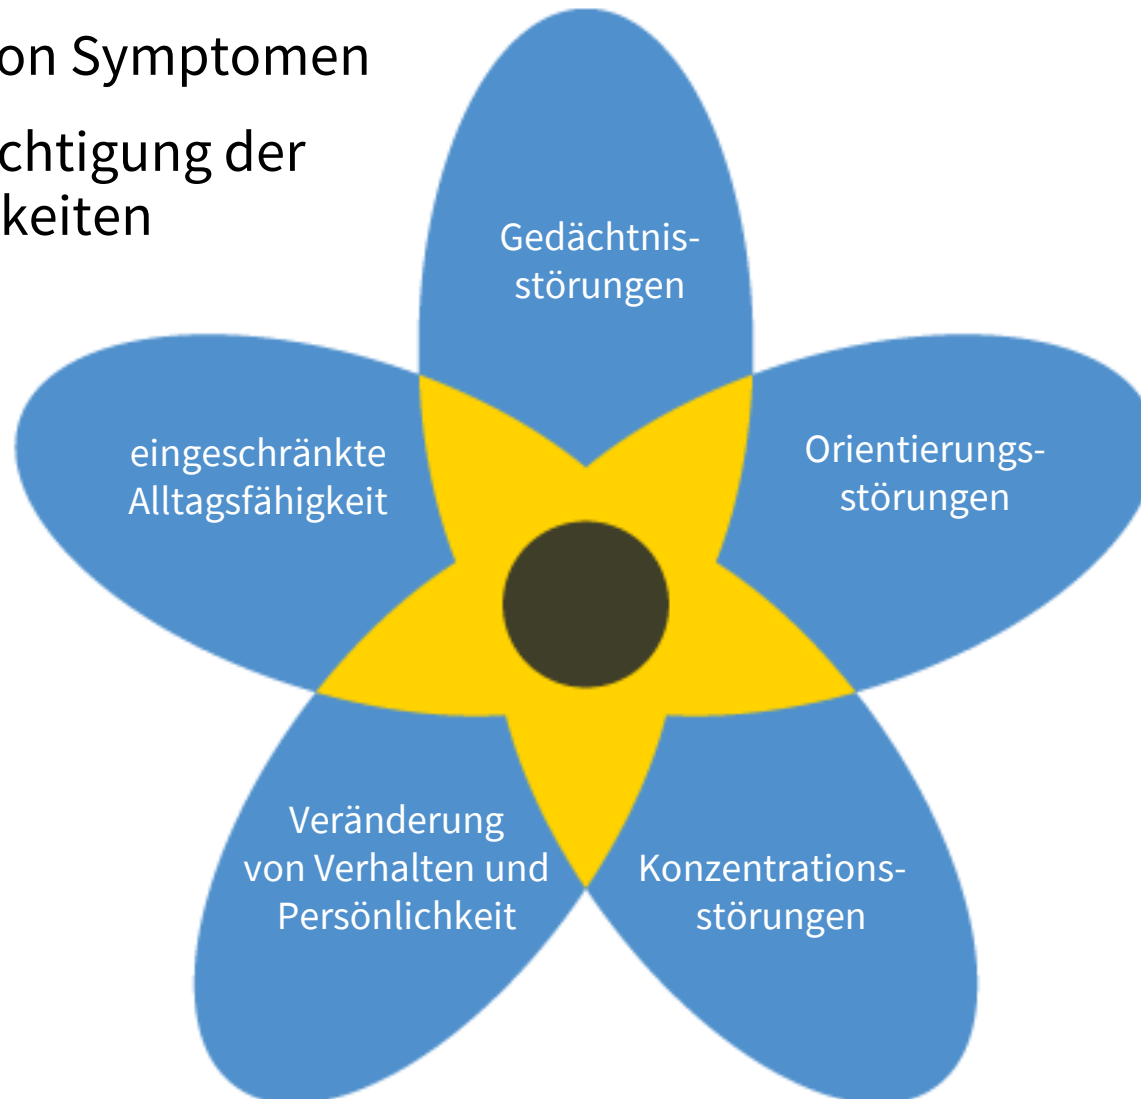 on Symptomen
chtigung der
keiten
Gedächtnis-
störungen
eingeschränkte
Alltagsfähigkeit
Orientierungs-
störungen
Veränderung
von Verhalten und
Persönlichkeit
Konzentrations-
störungen